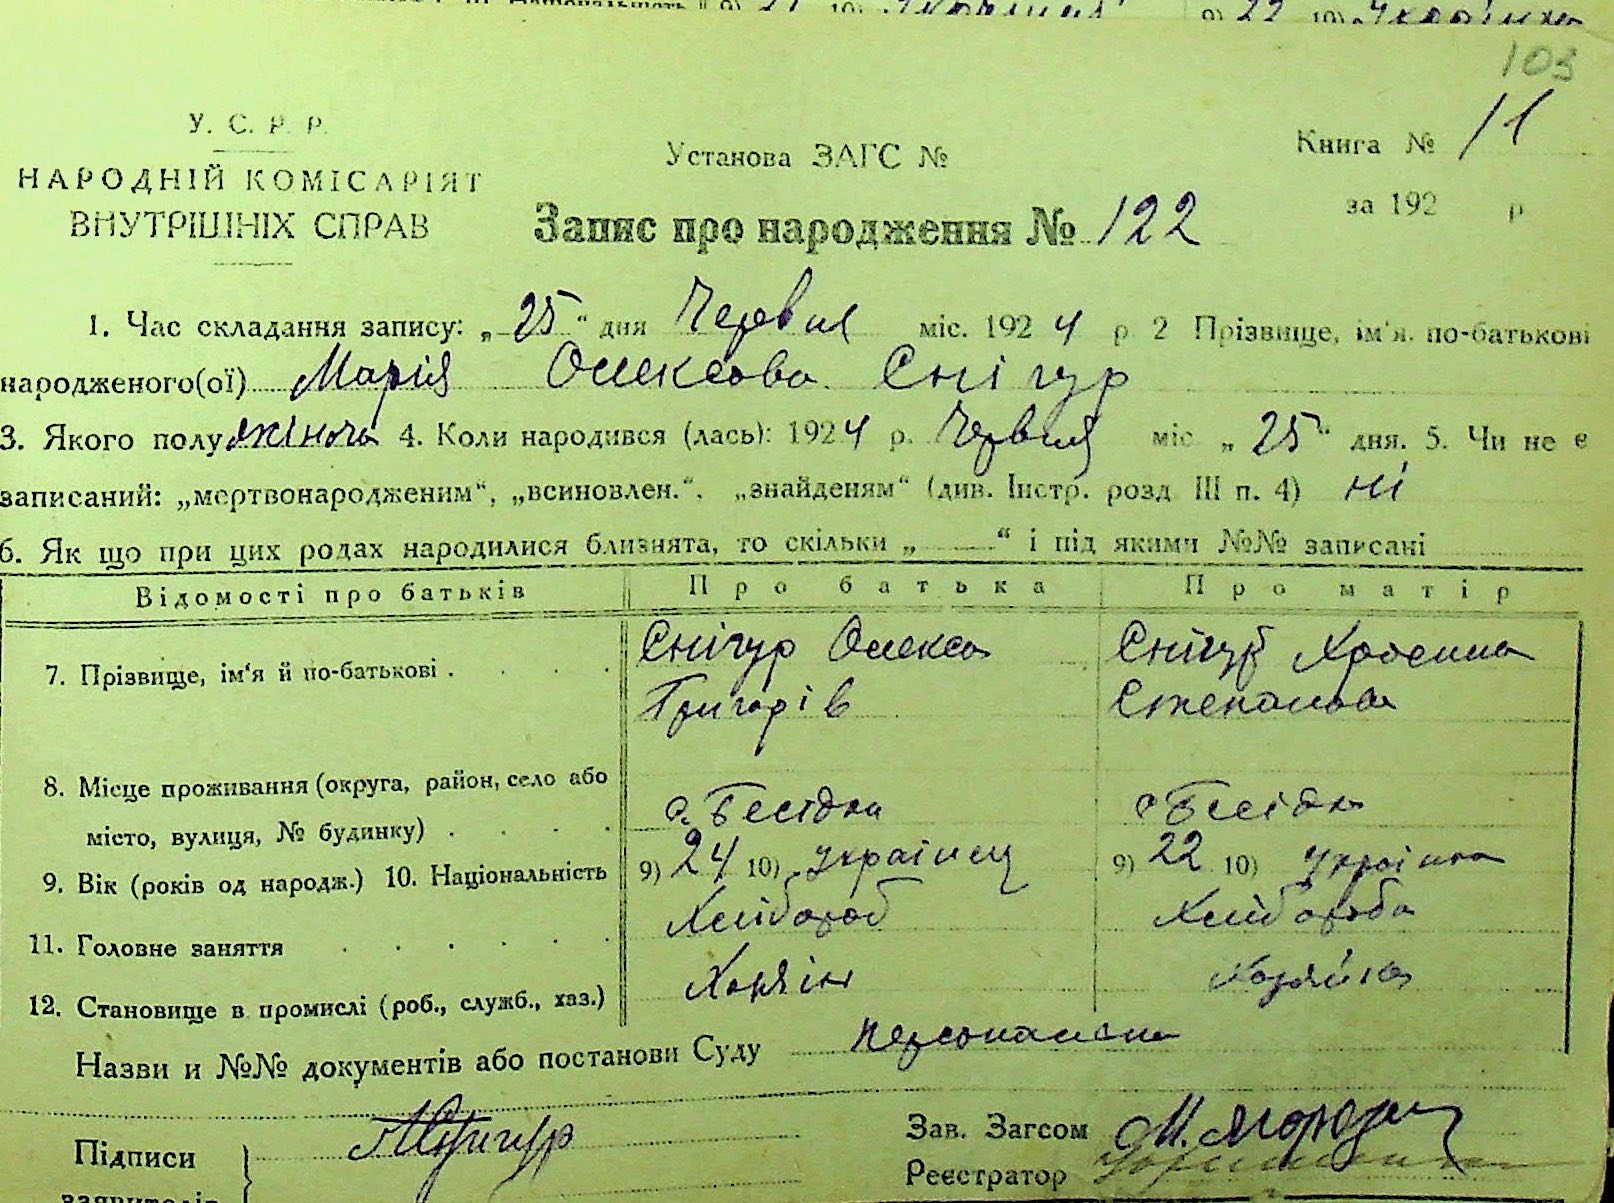 103
У. С. Р. Р.
НАРОДНІЙ КОМІСАРІЯТ
ВНУТРІШНІХ СПРАВ
Установа ЗАГС №
Книга № 11
за 192 р
Запис про народження № 122
1. Час складання запису: „25“ дня Червня міс. 1924 р 2 Прізвище, ім'я. по-батькові
народженого(ої) Марія Олексова Снігур
3. Якого полу жіноча 4. Коли народився (лась): 1924 р. Червня міс „25“ дня. 5. Чи не є
записаний: „мертвонародженим“, „всиновлен.“. „знайденям“ (див. Інстр. розд III п. 4) ні
6. Як що при цих родах народилися близнята, то скільки „ “ і під якими №№ записані
Відомості про батьків Про батька Про матір
7. Прізвище, ім'я й по-батькові . Снігур Олекса Снігур
Григорів Степанова
8. Місце проживання (округа, район, село або
місто, вулиця, № будинку) . с. Бесідка с Бесідка
9. Вік (років од народж.) 10. Національність 9) 24 10) українец 9) 22 10) українка
11. Головне заняття Хлібороб Хлібороба
12. Становище в промислі (роб., служб., хаз.) Хазяін Хазяйка
Назви и №№ документів або постанови Суду персонально
Підписи
заявителів
Зав. Загсом
Реєстратор